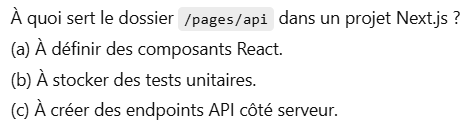 À quoi sert le dossier /pages/api dans un projet Next.js ?
(a) À définir des composants React.
(b) À stocker des tests unitaires.
(c) À créer des endpoints API côté serveur.